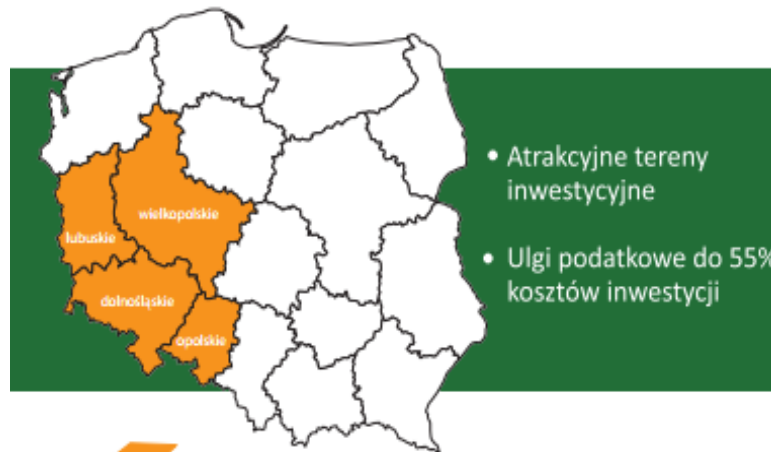 • Atrakcyjne tereny
inwestycyjne
• Ulgi podatkowe do 55%
kosztów inwestycji
wielkopolskie
lubuskie
dolnośląskie
opolskie